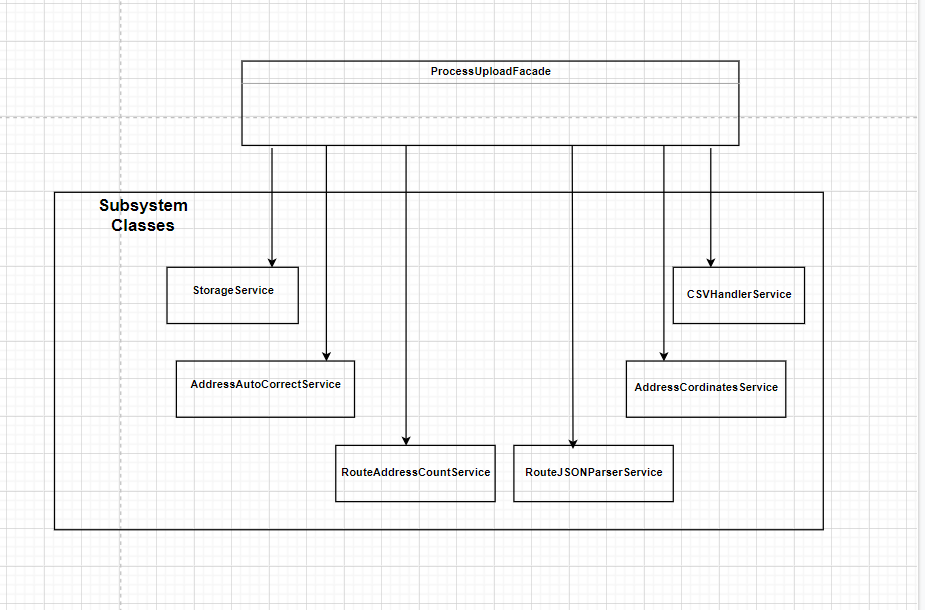 ProcessUploadFacade
Subsystem
Classes
StorageService
CSVHandlerService
AddressAutoCorrectService
AddressCordinatesService
RouteAddressCountService
RouteJSONParserService